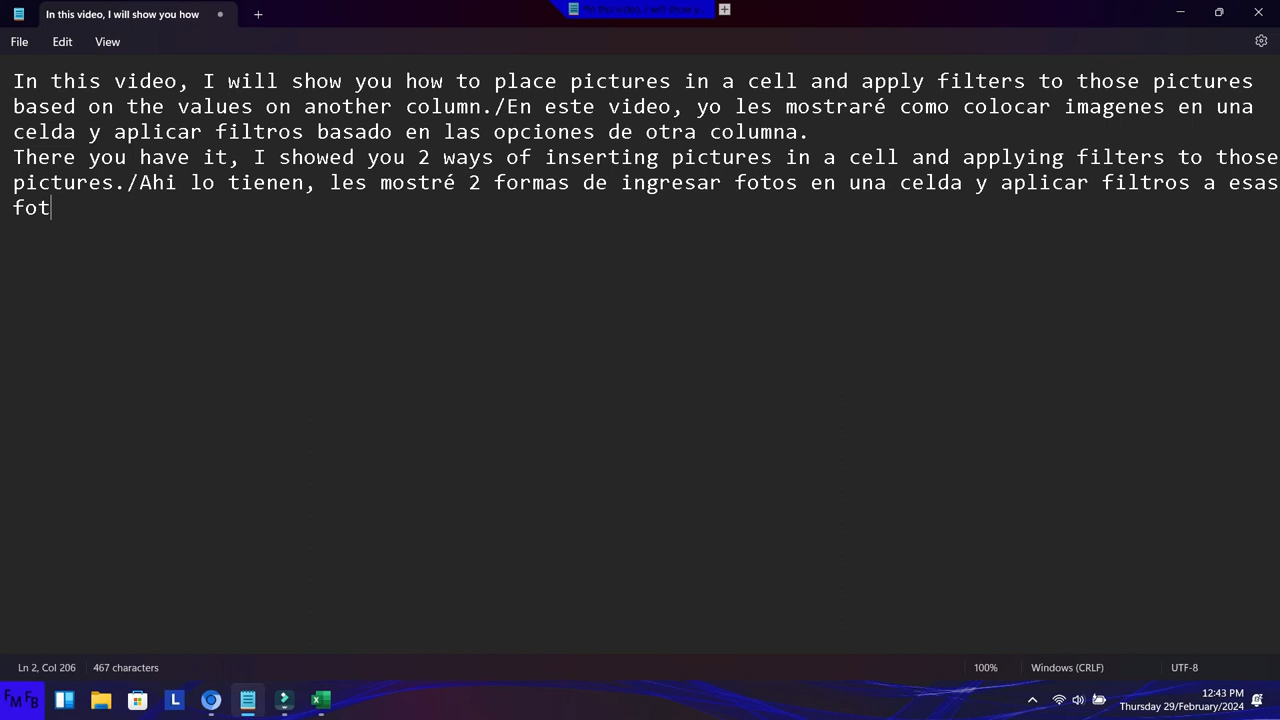 In this video, I will show you how
File
Edit
View
In this video, I will show you how to place pictures in a cell and apply filters to those pictures
based on the values on another column./En este video, yo les mostraré como colocar imagenes en una
celda y aplicar filtros basado en las opciones de otra columna.
There you have it, I showed you 2 ways of inserting pictures in a cell and applying filters to those
pictures./Ahi lo tienen, les mostré 2 formas de ingresar fotos en una celda y aplicar filtros a esas
fot
Ln 2, Col 206
467 characters
100%
Windows (CRLF)
UTF-8
FM FB
L
12:43 PM
Thursday 29/February/2024